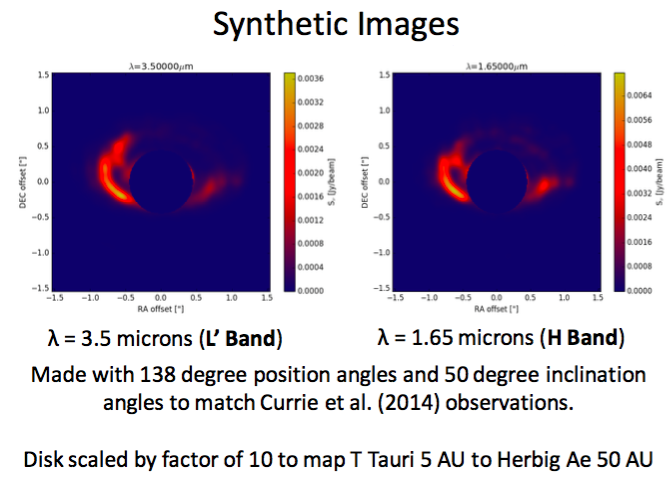 Synthetic Images
λ=3.50000μm
1.5
1.0
0.5
0.0
−0.5
−1.0
−1.5
DEC offset ["]
−1.5 −1.0 −0.5 0.0 0.5 1.0 1.5
RA offset ["]
0.0036
0.0032
0.0028
0.0024
0.0020
0.0016
0.0012
0.0008
0.0004
0.0000
S, [Jy/beam]
λ=1.65000μm
1.5
1.0
0.5
0.0
−0.5
−1.0
−1.5
DEC offset ["]
−1.5 −1.0 −0.5 0.0 0.5 1.0 1.5
RA offset ["]
0.0064
0.0056
0.0048
0.0040
0.0032
0.0024
0.0016
0.0008
0.0000
S, [Jy/beam]
λ = 3.5 microns (L’ Band)
λ = 1.65 microns (H Band)
Made with 138 degree position angles and 50 degree inclination
angles to match Currie et al. (2014) observations.
Disk scaled by factor of 10 to map T Tauri 5 AU to Herbig Ae 50 AU